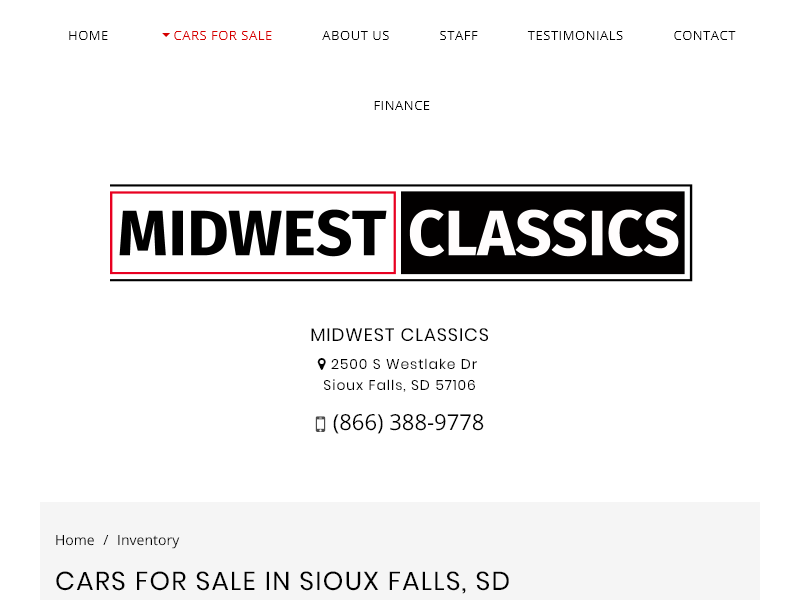 HOME CARS FOR SALE ABOUT US STAFF TESTIMONIALS CONTACT
FINANCE
MIDWEST CLASSICS
MIDWEST CLASSICS
2500 S Westlake Dr
Sioux Falls, SD 57106
(866) 388-9778
Home / Inventory
CARS FOR SALE IN SIOUX FALLS, SD